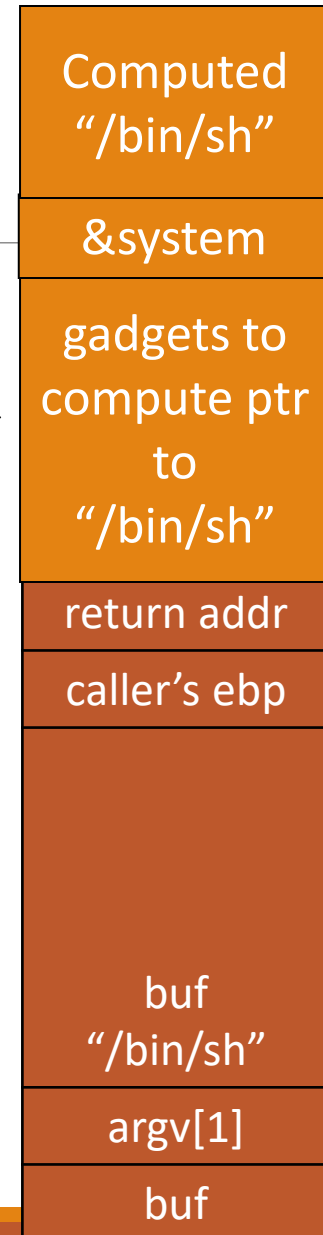 Computed
“/bin/sh”
&system
gadgets to
compute ptr
to
“/bin/sh”
return addr
caller’s ebp
buf
“/bin/sh”
argv[1]
buf